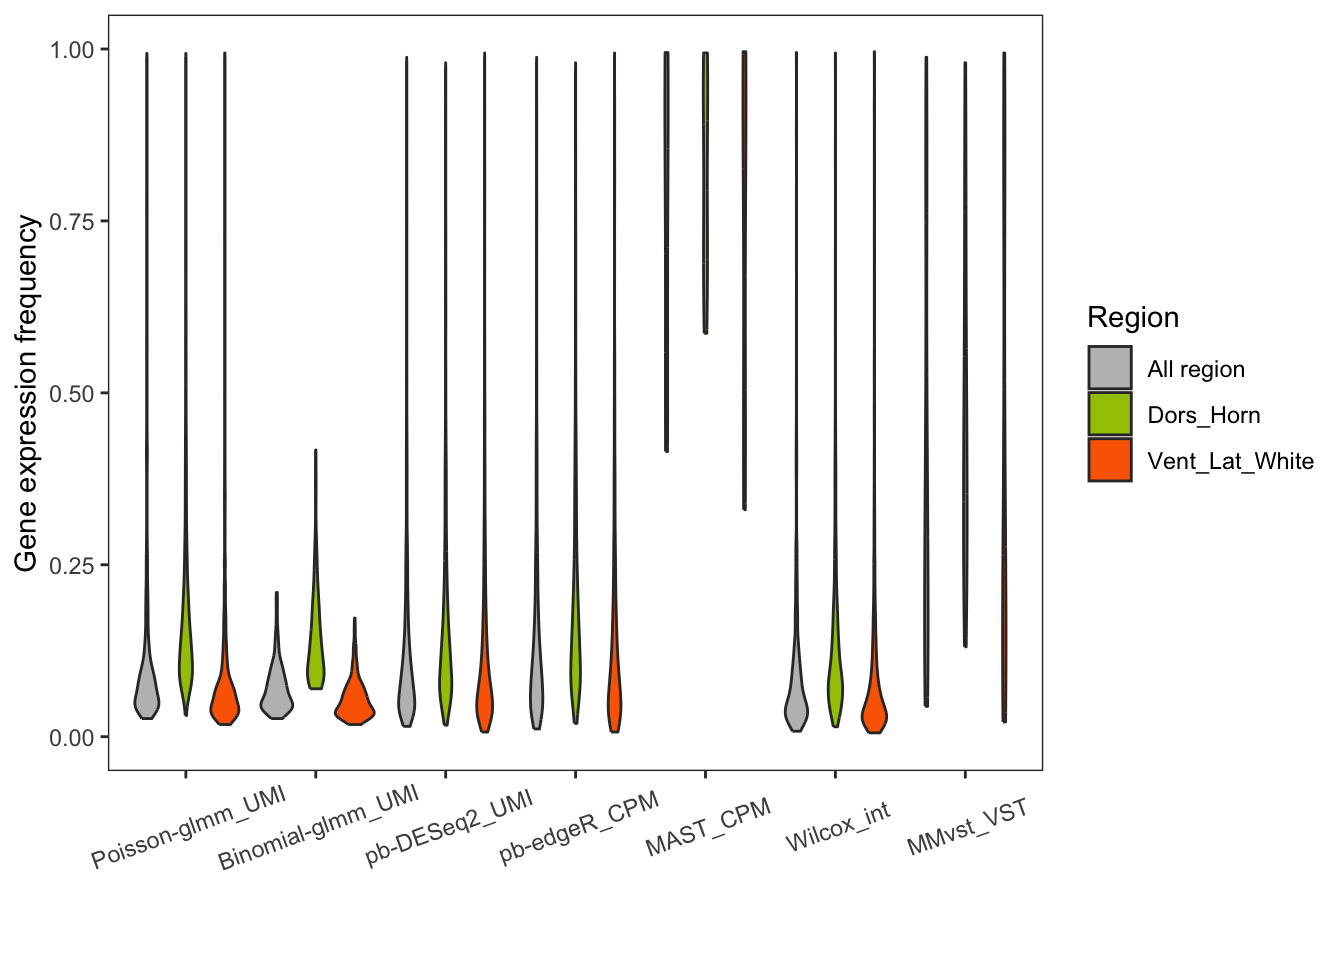 1.00
0.75
0.50
0.25
0.00
Gene expression frequency
Poisson-glmm_UMI
Binomial-glmm_UMI
pb-DESeq2_UMI
pb-edgeR_CPM
MAST_CPM
Wilcox_int
MMvst_VST
Region
All region
Dors_Horn
Vent_Lat_White